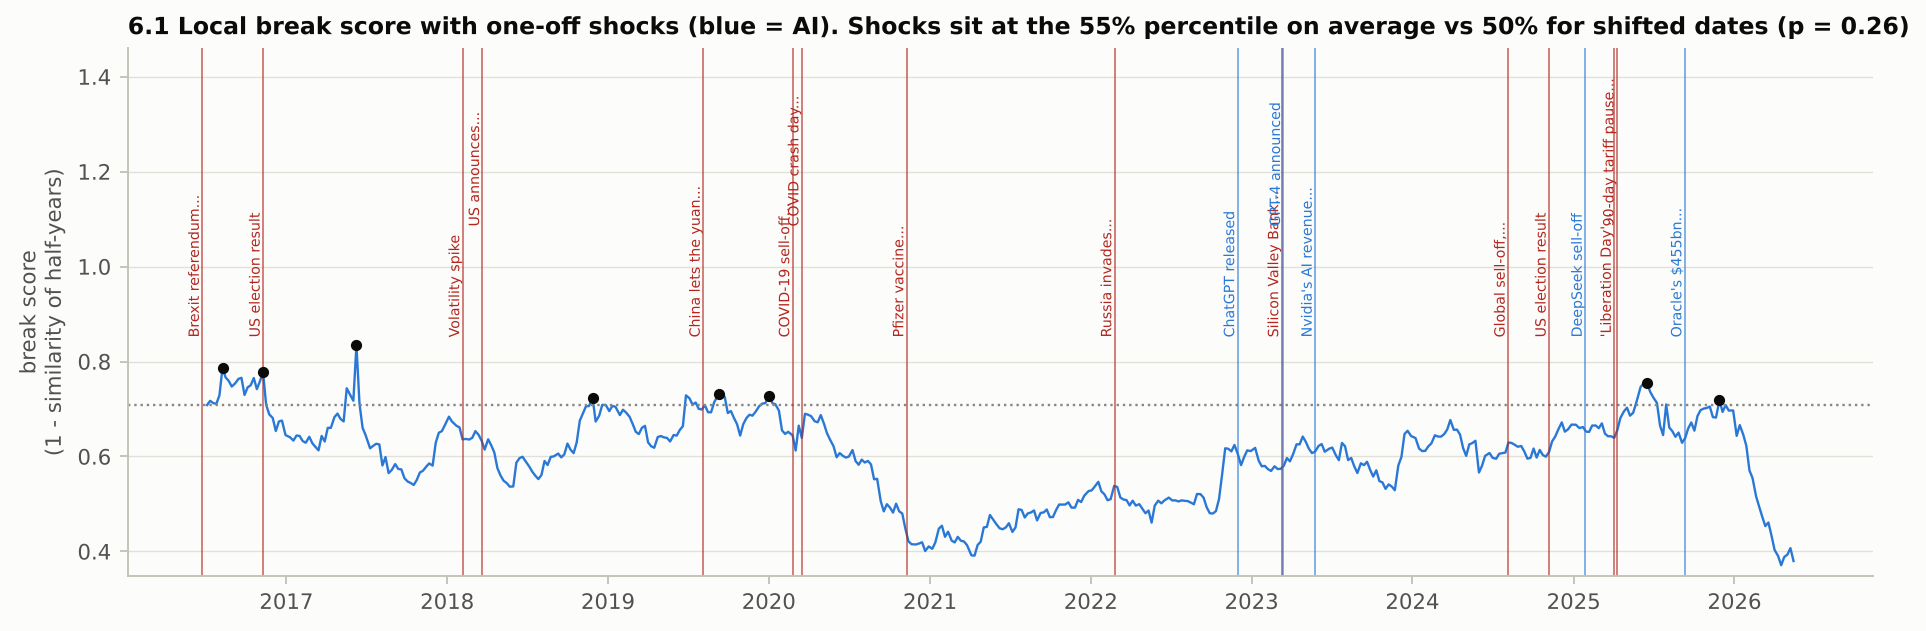 6.1 Local break score with one-off shocks (blue = AI). Shocks sit at the 55% percentile on average vs 50% for shifted dates (p = 0.26)
break score
(1 - similarity of half-years)
1.4
1.2
1.0
0.8
0.6
0.4
Brexit referendum...
US election result
Volatility spike
US announces...
China lets the yuan...
COVID-19 sell-off
COVID crash day...
Pfizer vaccine...
Russia invades...
ChatGPT released
Silicon Valley Bank...
GPT-4 announced
Nvidia's AI revenue...
Global sell-off,...
US election result
DeepSeek sell-off
'Liberation Day'
90-day tariff pause...
Oracle's $455bn...
2017
2018
2019
2020
2021
2022
2023
2024
2025
2026